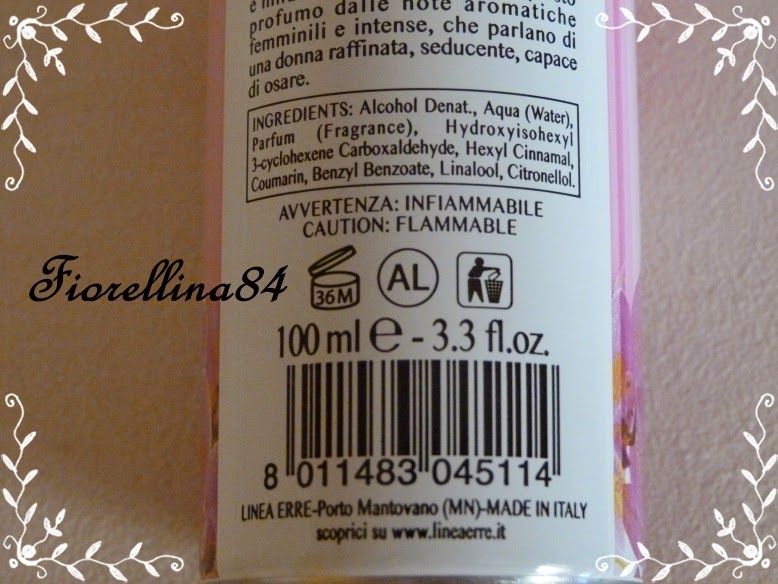 profumo dalle note aromatiche
femminili e intense, che parlano di
una donna raffinata, seducente, capace
di osare.
INGREDIENTS: Alcohol Denat., Aqua (Water),
Parfum (Fragrance), Hydroxyisohexyl
3-cyclohexene Carboxaldehyde, Hexyl Cinnamal,
Coumarin, Benzyl Benzoate, Linalool, Citronellol.
AVVERTENZA: INFIAMMABILE
CAUTION: FLAMMABLE
Fiorellina84
36M
AL
100 ml e - 3.3 fl.oz.
8 011483 045114
LINEA ERRE-Porto Mantovano (MN)-MADE IN ITALY
scoprici su www.lineaerre.it